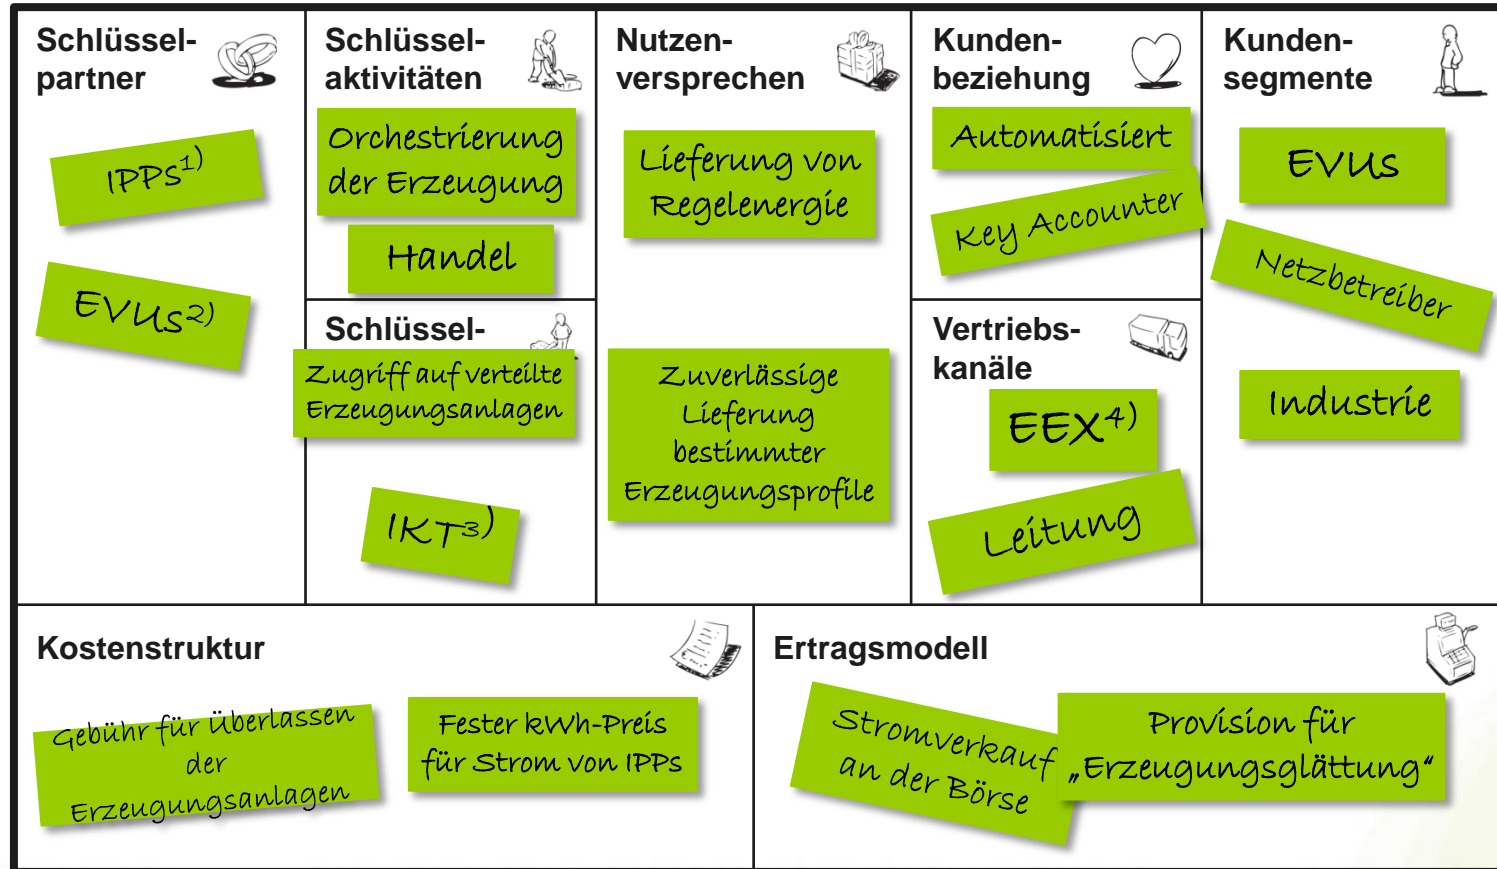 Schlüssel-
partner
IPPs1)
EVUs2)
Schlüssel-
aktivitäten
Orchestrierung
der Erzeugung
Handel
Schlüssel-
Zugriff auf verteilte
Erzeugungsanlagen
IKT3)
Nutzen-
versprechen
Lieferung von
Regelenergie
Zuverlässige
Lieferung
bestimmter
Erzeugungsprofile
Kunden-
beziehung
Automatisiert
Key Accounter
Vertriebs-
kanäle
EEX4)
Leitung
Kunden-
segmente
EVUs
Netzbetreiber
Industrie
Kostenstruktur
Gebühr für Überlassen
der
Erzeugungsanlagen
Fester kWh-Preis
für Strom von IPPs
Ertragsmodell
Stromverkauf
an der Börse
Provision für
„Erzeugungsglättung“